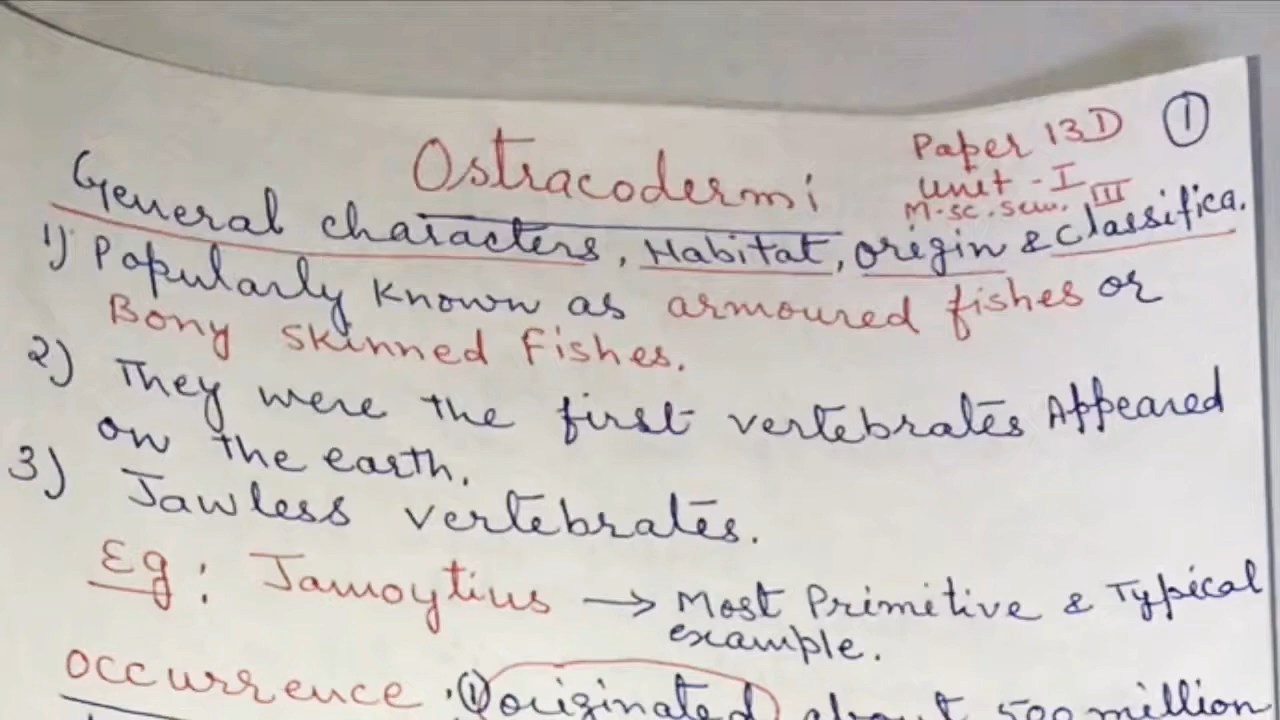 Ostracodermi
Paper 13D ①
Unit - I
M.sc. Sem. III
General characters, Habitat, origin & classifica.
1) Popularly known as armoured fishes or
Bony skinned Fishes.
2) They were the first vertebrates Appeared
on the earth.
3) Jawless vertebrates.
Eg: Jamoytius → Most Primitive & Typical
example.
Occurrence : ① originated about 500 million